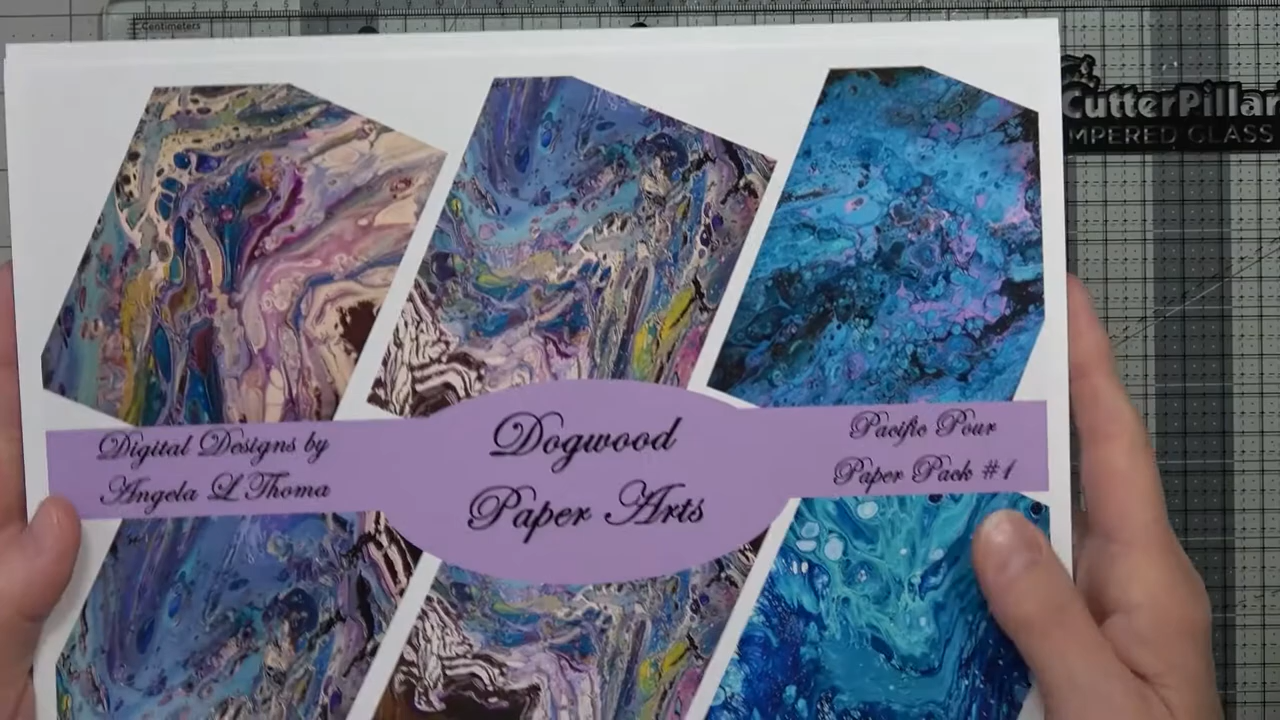 Centimeters
CutterPillar
MPERED GLASS
Digital Designs by
Angela L Thoma
Dogwood
Paper Arts
Pacific Pour
Paper Pack #1